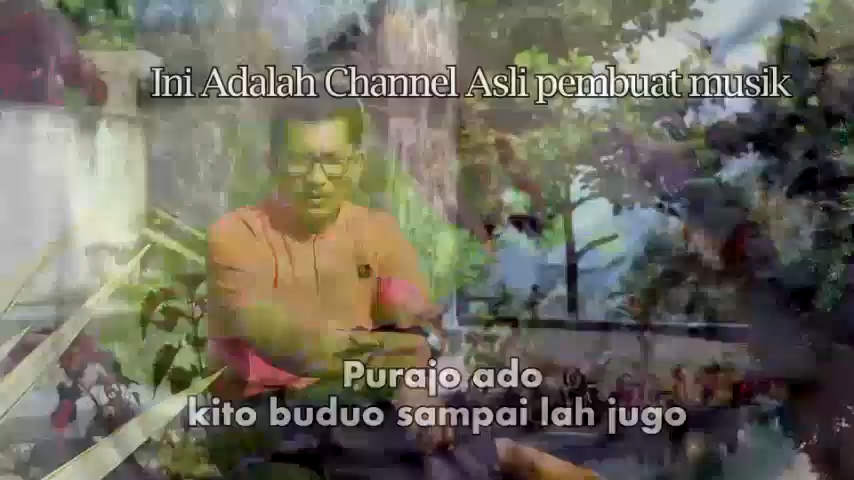 Ini Adalah Channel Asli pembuat musik
Purajo ado
kito buduo sampai lah jugo